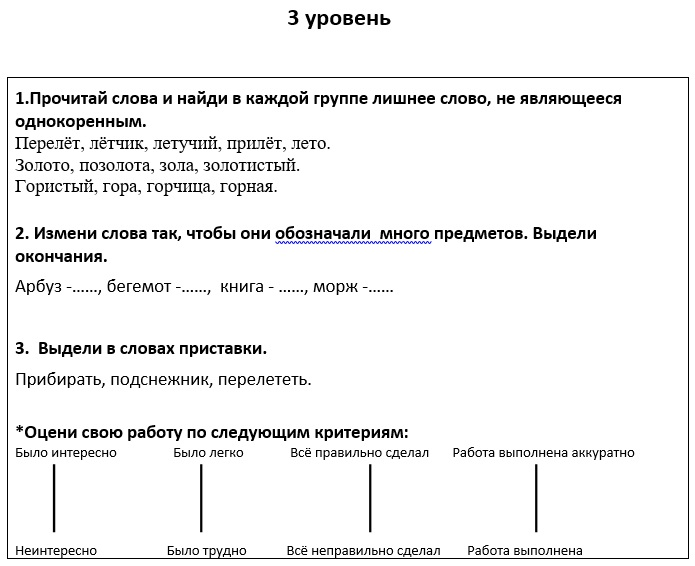 3 уровень
1.Прочитай слова и найди в каждой группе лишнее слово, не являющееся
однокоренным.
Перелёт, лётчик, летучий, прилёт, лето.
Золото, позолота, зола, золотистый.
Гористый, гора, горчица, горная.
2. Измени слова так, чтобы они обозначали  много предметов. Выдели
окончания.
Арбуз -……, бегемот -……,  книга - ……, морж -……
3.  Выдели в словах приставки.
Прибирать, подснежник, перелететь.
*Оцени свою работу по следующим критериям:
Было интересно Было легко Всё правильно сделал Работа выполнена аккуратно
Неинтересно Было трудно Всё неправильно сделал Работа выполнена